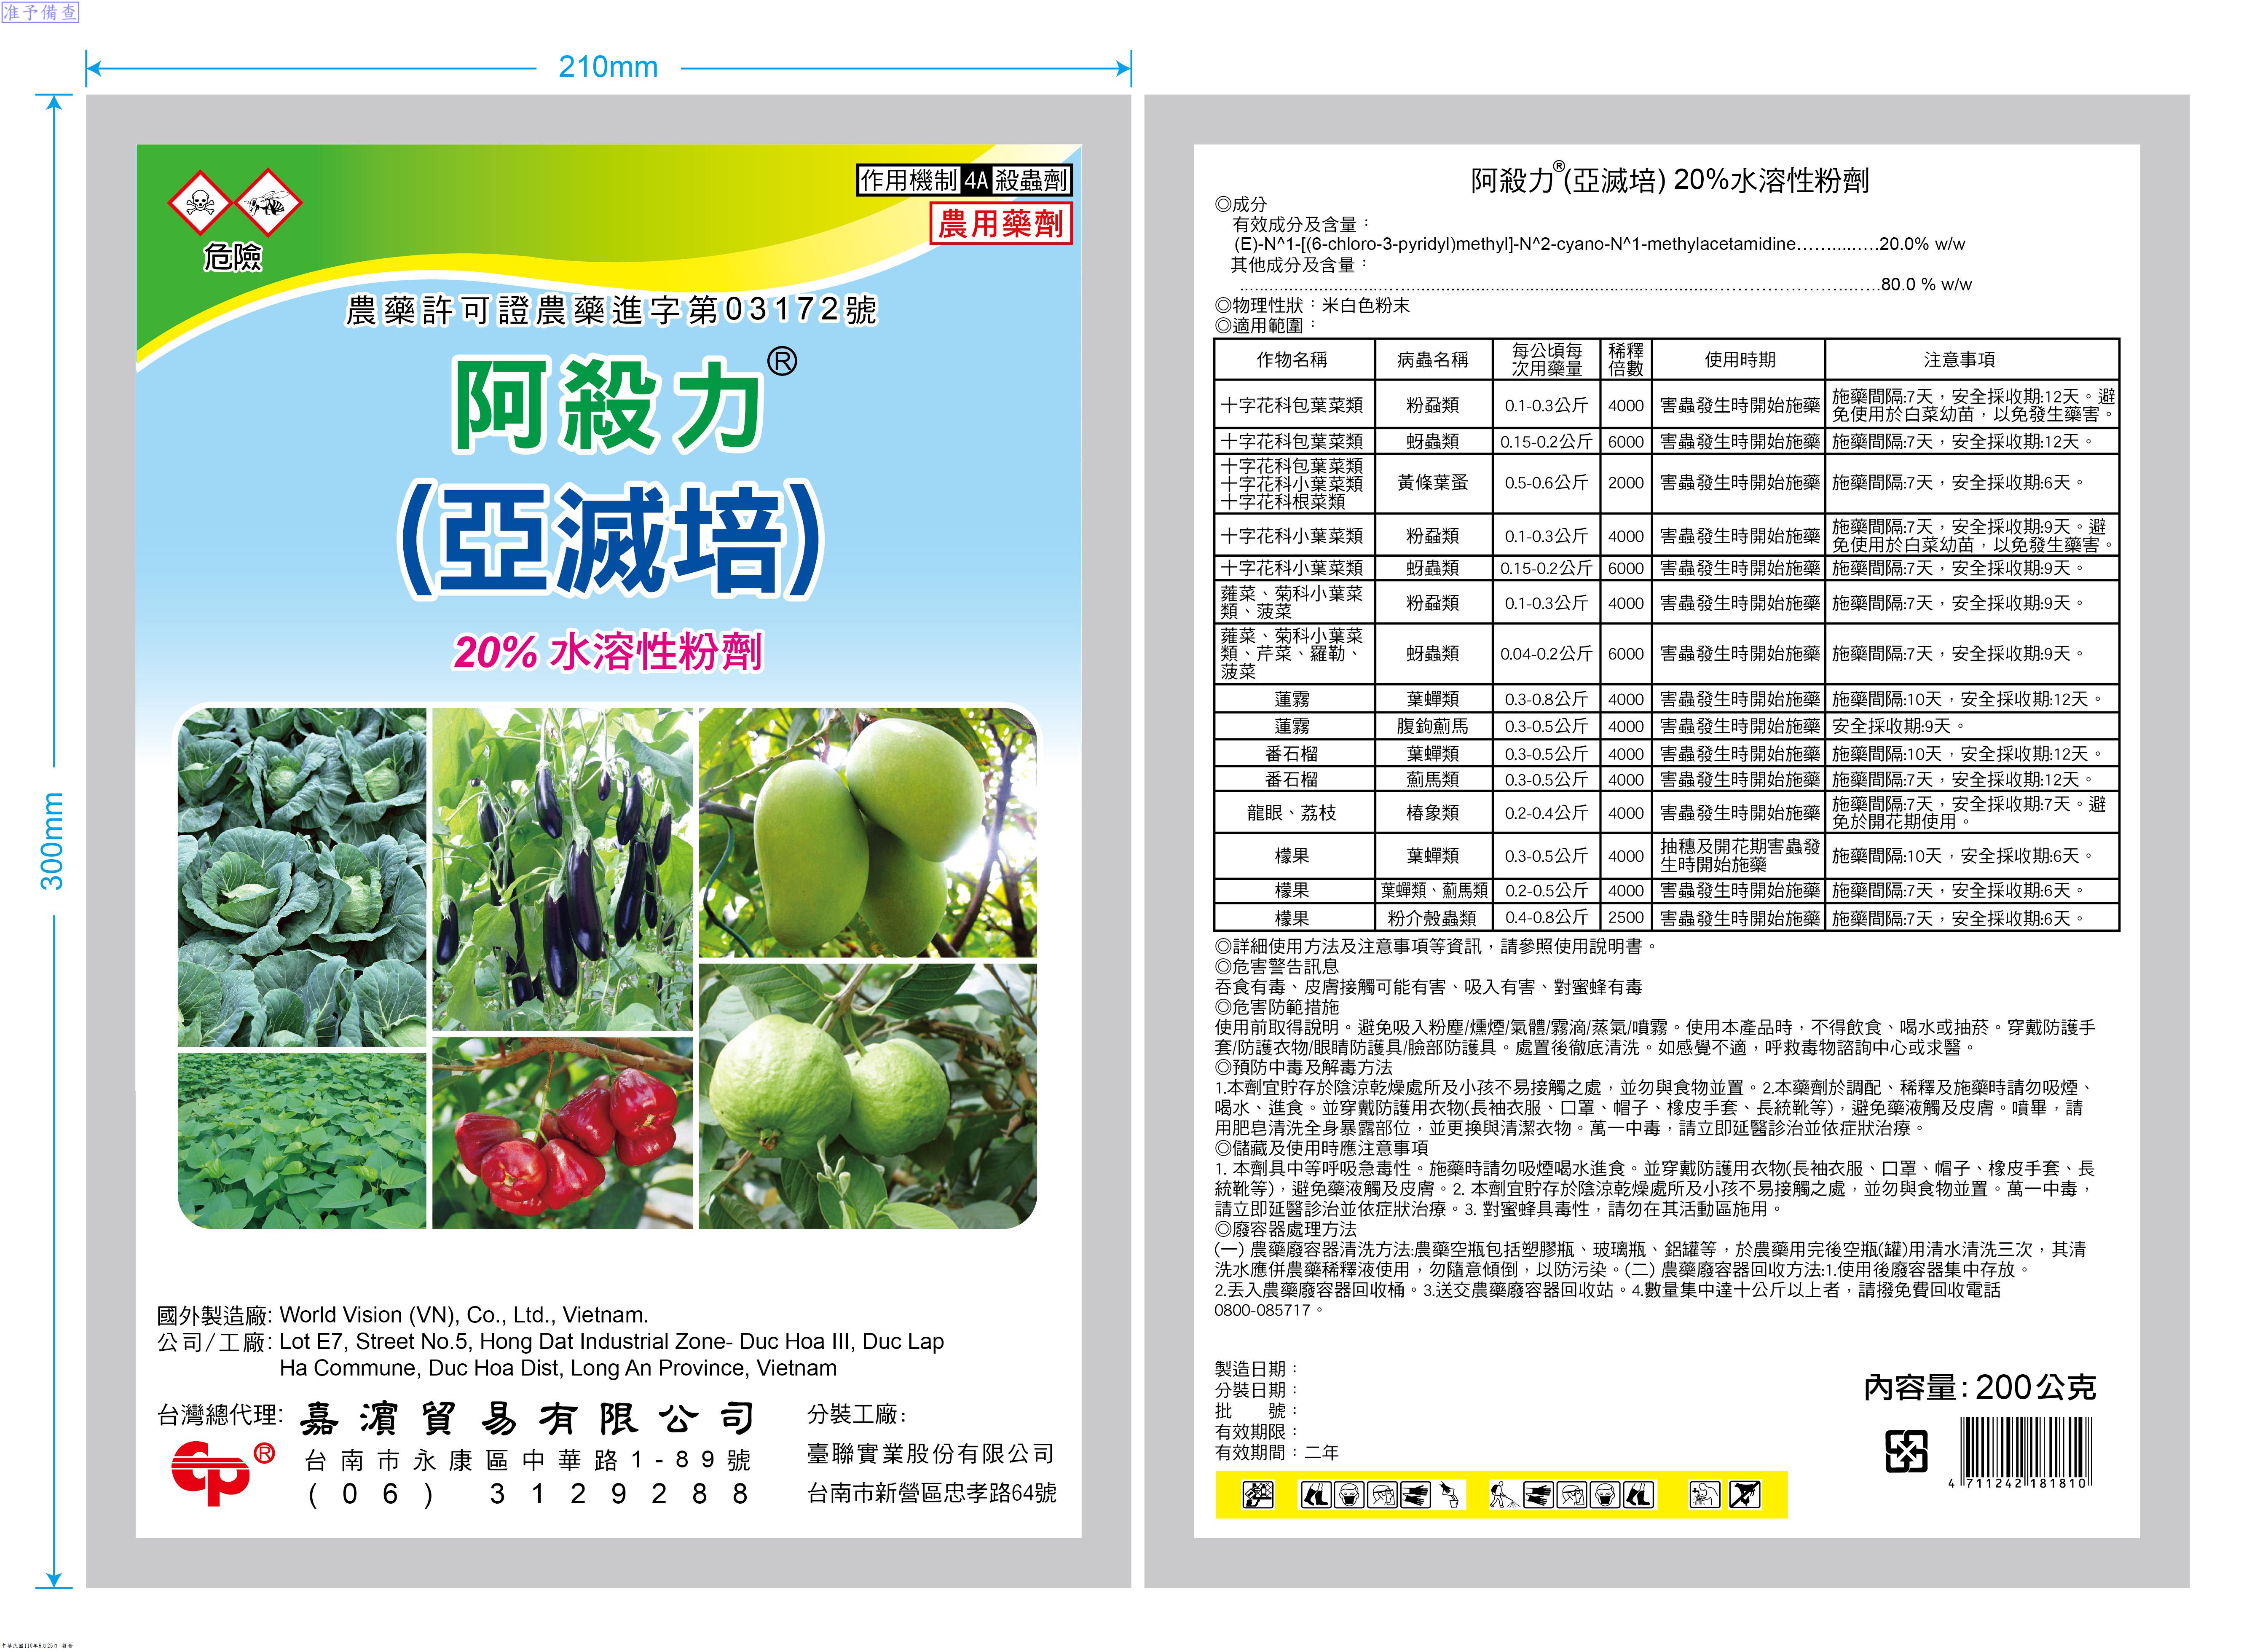 准予備查
210mm
300mm
作用機制 4A 殺蟲劑
農用藥劑
危險
農藥許可證農藥進字第03172號
阿殺力®
(亞滅培)
20% 水溶性粉劑
國外製造廠: World Vision (VN), Co., Ltd., Vietnam.
公司/工廠: Lot E7, Street No.5, Hong Dat Industrial Zone- Duc Hoa III, Duc Lap
Ha Commune, Duc Hoa Dist, Long An Province, Vietnam
台灣總代理: 嘉濵貿易有限公司
台南市永康區中華路1-89號
(06) 3129288
Cp®
分裝工廠:
臺聯實業股份有限公司
台南市新營區忠孝路64號
阿殺力®(亞滅培) 20%水溶性粉劑
◎成分
有效成分及含量：
(E)-N^1-[(6-chloro-3-pyridyl)methyl]-N^2-cyano-N^1-methylacetamidine.............20.0% w/w
其他成分及含量：
..........................................................................................80.0 % w/w
◎物理性狀：米白色粉末
◎適用範圍：
作物名稱 病蟲名稱 每公頃每次用藥量 稀釋倍數 使用時期 注意事項
十字花科包葉菜類 粉蝨類 0.1-0.3公斤 4000 害蟲發生時開始施藥 施藥間隔:7天，安全採收期:12天。避免使用於白菜幼苗，以免發生藥害。
十字花科包葉菜類 蚜蟲類 0.15-0.2公斤 6000 害蟲發生時開始施藥 施藥間隔:7天，安全採收期:12天。
十字花科包葉菜類 十字花科小葉菜類 十字花科根菜類 黃條葉蚤 0.5-0.6公斤 2000 害蟲發生時開始施藥 施藥間隔:7天，安全採收期:6天。
十字花科小葉菜類 粉蝨類 0.1-0.3公斤 4000 害蟲發生時開始施藥 施藥間隔:7天，安全採收期:9天。避免使用於白菜幼苗，以免發生藥害。
十字花科小葉菜類 蚜蟲類 0.15-0.2公斤 6000 害蟲發生時開始施藥 施藥間隔:7天，安全採收期:9天。
蕹菜、菊科小葉菜類、菠菜 粉蝨類 0.1-0.3公斤 4000 害蟲發生時開始施藥 施藥間隔:7天，安全採收期:9天。
蕹菜、菊科小葉菜類、芹菜、羅勒、菠菜 蚜蟲類 0.04-0.2公斤 6000 害蟲發生時開始施藥 施藥間隔:7天，安全採收期:9天。
蓮霧 葉蟬類 0.3-0.8公斤 4000 害蟲發生時開始施藥 施藥間隔:10天，安全採收期:12天。
蓮霧 腹鉤薊馬 0.3-0.5公斤 4000 害蟲發生時開始施藥 安全採收期:9天。
番石榴 葉蟬類 0.3-0.5公斤 4000 害蟲發生時開始施藥 施藥間隔:10天，安全採收期:12天。
番石榴 薊馬類 0.3-0.5公斤 4000 害蟲發生時開始施藥 施藥間隔:7天，安全採收期:12天。
龍眼、荔枝 椿象類 0.2-0.4公斤 4000 害蟲發生時開始施藥 施藥間隔:7天，安全採收期:7天。避免於開花期使用。
檬果 葉蟬類 0.3-0.5公斤 4000 抽穗及開花期害蟲發生時開始施藥 施藥間隔:10天，安全採收期:6天。
檬果 葉蟬類、薊馬類 0.2-0.5公斤 4000 害蟲發生時開始施藥 施藥間隔:7天，安全採收期:6天。
檬果 粉介殼蟲類 0.4-0.8公斤 2500 害蟲發生時開始施藥 施藥間隔:7天，安全採收期:6天。
◎詳細使用方法及注意事項等資訊，請參照使用說明書。
◎危害警告訊息
吞食有毒、皮膚接觸可能有害、吸入有害、對蜜蜂有毒
◎危害防範措施
使用前取得說明。避免吸入粉塵/燻煙/氣體/霧滴/蒸氣/噴霧。使用本產品時，不得飲食、喝水或抽菸。穿戴防護手
套/防護衣物/眼睛防護具/臉部防護具。處置後徹底清洗。如感覺不適，呼救毒物諮詢中心或求醫。
◎預防中毒及解毒方法
1.本劑宜貯存於陰涼乾燥處所及小孩不易接觸之處，並勿與食物並置。2.本藥劑於調配、稀釋及施藥時請勿吸煙、
喝水、進食。並穿戴防護用衣物(長袖衣服、口罩、帽子、橡皮手套、長統靴等)，避免藥液觸及皮膚。噴畢，請
用肥皂清洗全身暴露部位，並更換與清潔衣物。萬一中毒，請立即延醫診治並依症狀治療。
◎儲藏及使用時應注意事項
1. 本劑具中等呼吸急毒性。施藥時請勿吸煙喝水進食。並穿戴防護用衣物(長袖衣服、口罩、帽子、橡皮手套、長
統靴等)，避免藥液觸及皮膚。2. 本劑宜貯存於陰涼乾燥處所及小孩不易接觸之處，並勿與食物並置。萬一中毒，
請立即延醫診治並依症狀治療。3. 對蜜蜂具毒性，請勿在其活動區施用。
◎廢容器處理方法
(一) 農藥廢容器清洗方法:農藥空瓶包括塑膠瓶、玻璃瓶、鋁罐等，於農藥用完後空瓶(罐)用清水清洗三次，其清
洗水應併農藥稀釋液使用，勿隨意傾倒，以防污染。(二) 農藥廢容器回收方法:1.使用後廢容器集中存放。
2.丟入農藥廢容器回收桶。3.送交農藥廢容器回收站。4.數量集中達十公斤以上者，請撥免費回收電話
0800-085717。
製造日期：
分裝日期：
批　　號：
有效期限：
有效期間：二年
內容量: 200公克
4 711242 181810
中華民國110年6月25日